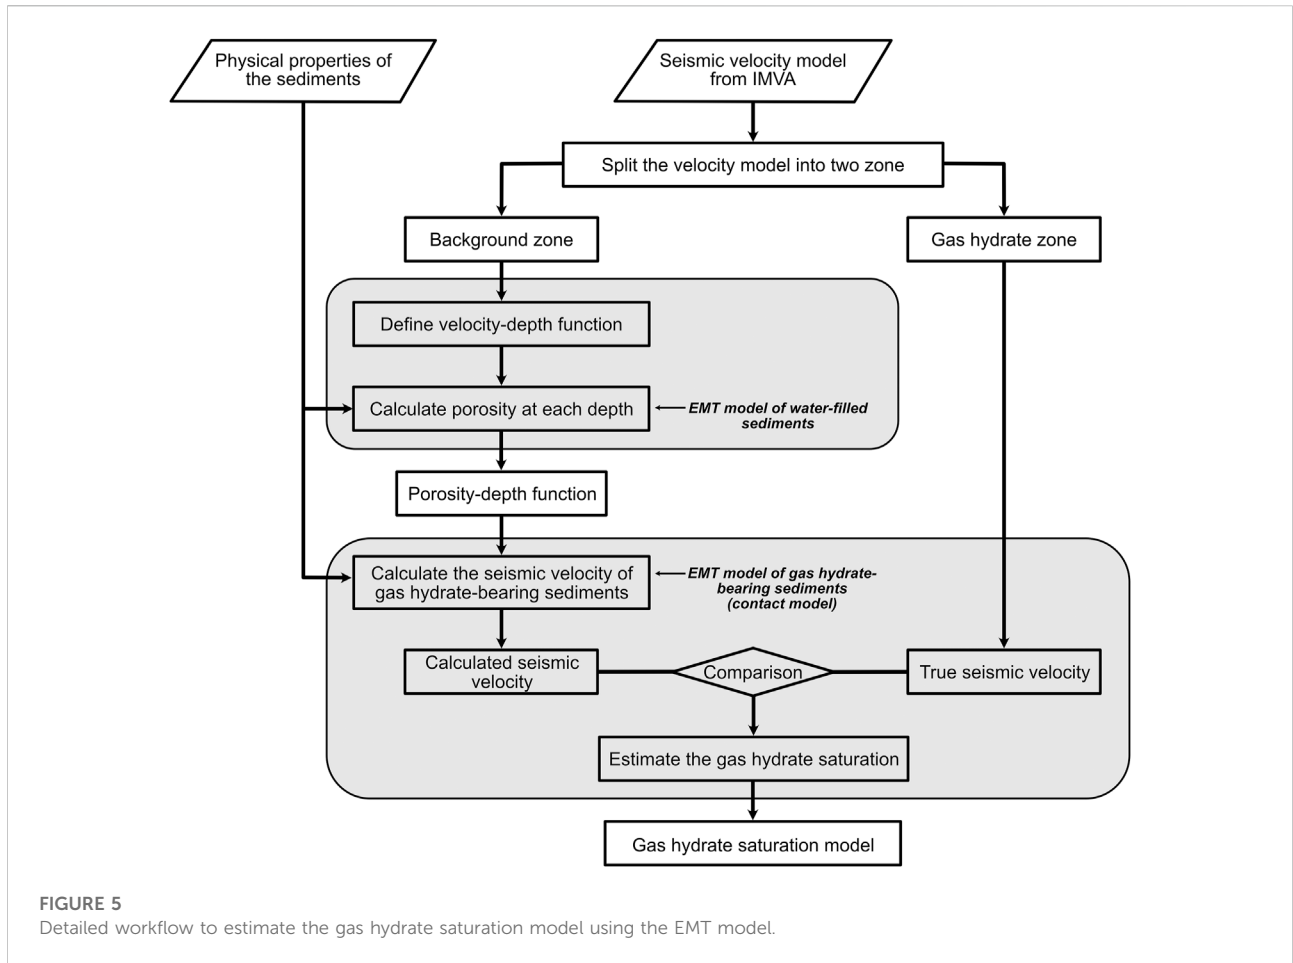 Physical properties of
the sediments
Seismic velocity model
from IMVA
Split the velocity model into two zone
Background zone
Gas hydrate zone
Define velocity-depth function
Calculate porosity at each depth
EMT model of water-filled
sediments
Porosity-depth function
Calculate the seismic velocity of
gas hydrate-bearing sediments
EMT model of gas hydrate-
bearing sediments
(contact model)
Calculated seismic
velocity
Comparison
True seismic velocity
Estimate the gas hydrate saturation
Gas hydrate saturation model
FIGURE 5
Detailed workflow to estimate the gas hydrate saturation model using the EMT model.